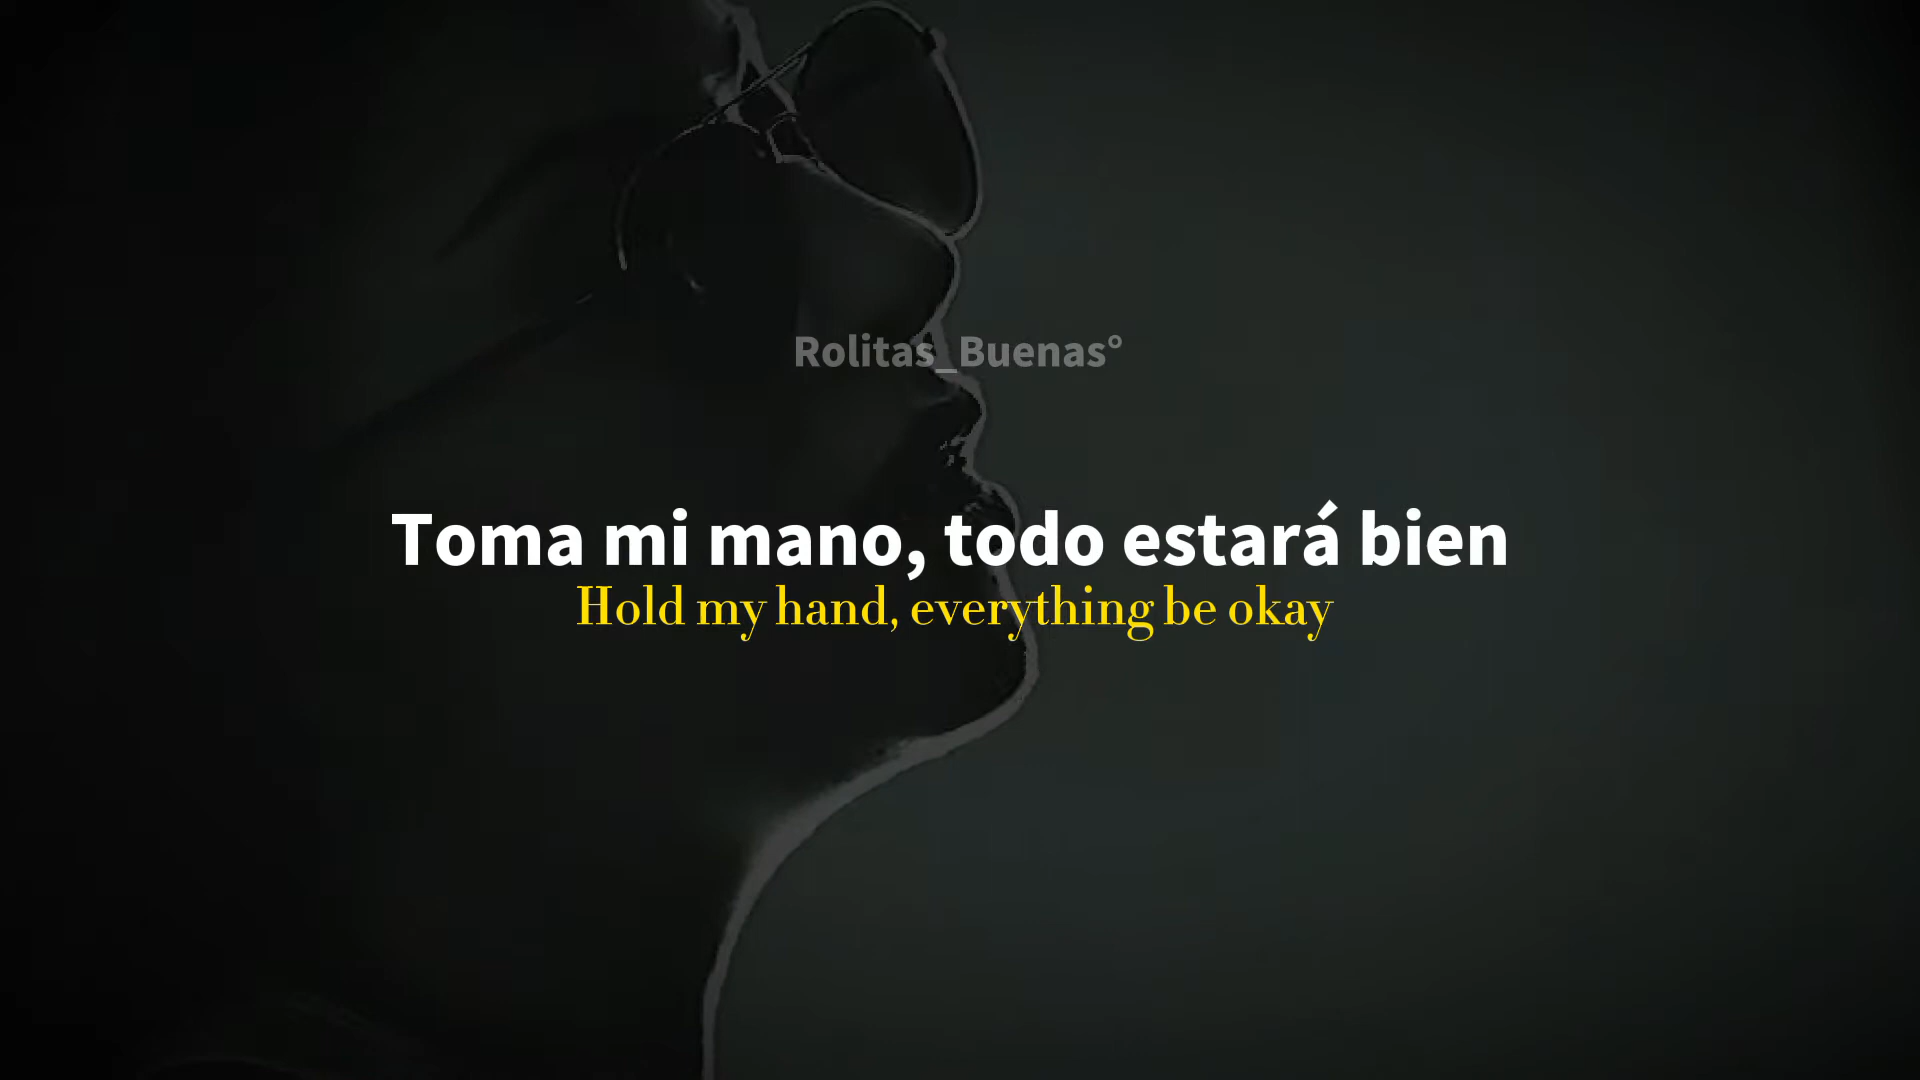 Rolitas_Buenas°
Toma mi mano, todo estará bien
Hold my hand, everything be okay